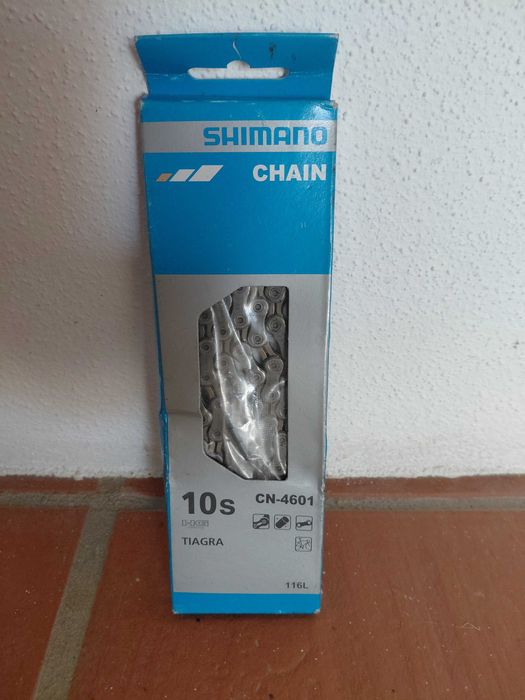 SHIMANO
CHAIN
10s
CN-4601
TIAGRA
116L